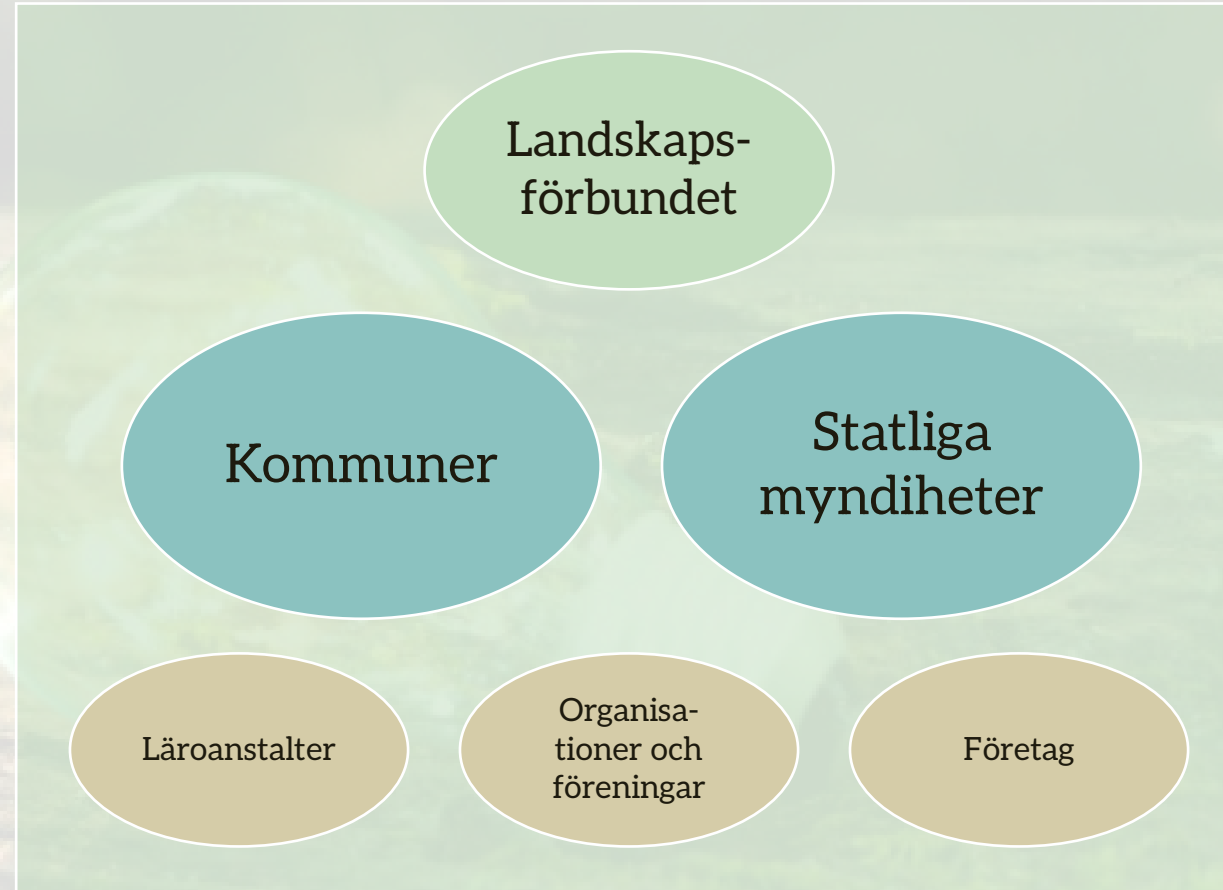 Landskaps-
förbundet
Kommuner
Statliga
myndiheter
Läroanstalter
Organisa-
tioner och
föreningar
Företag